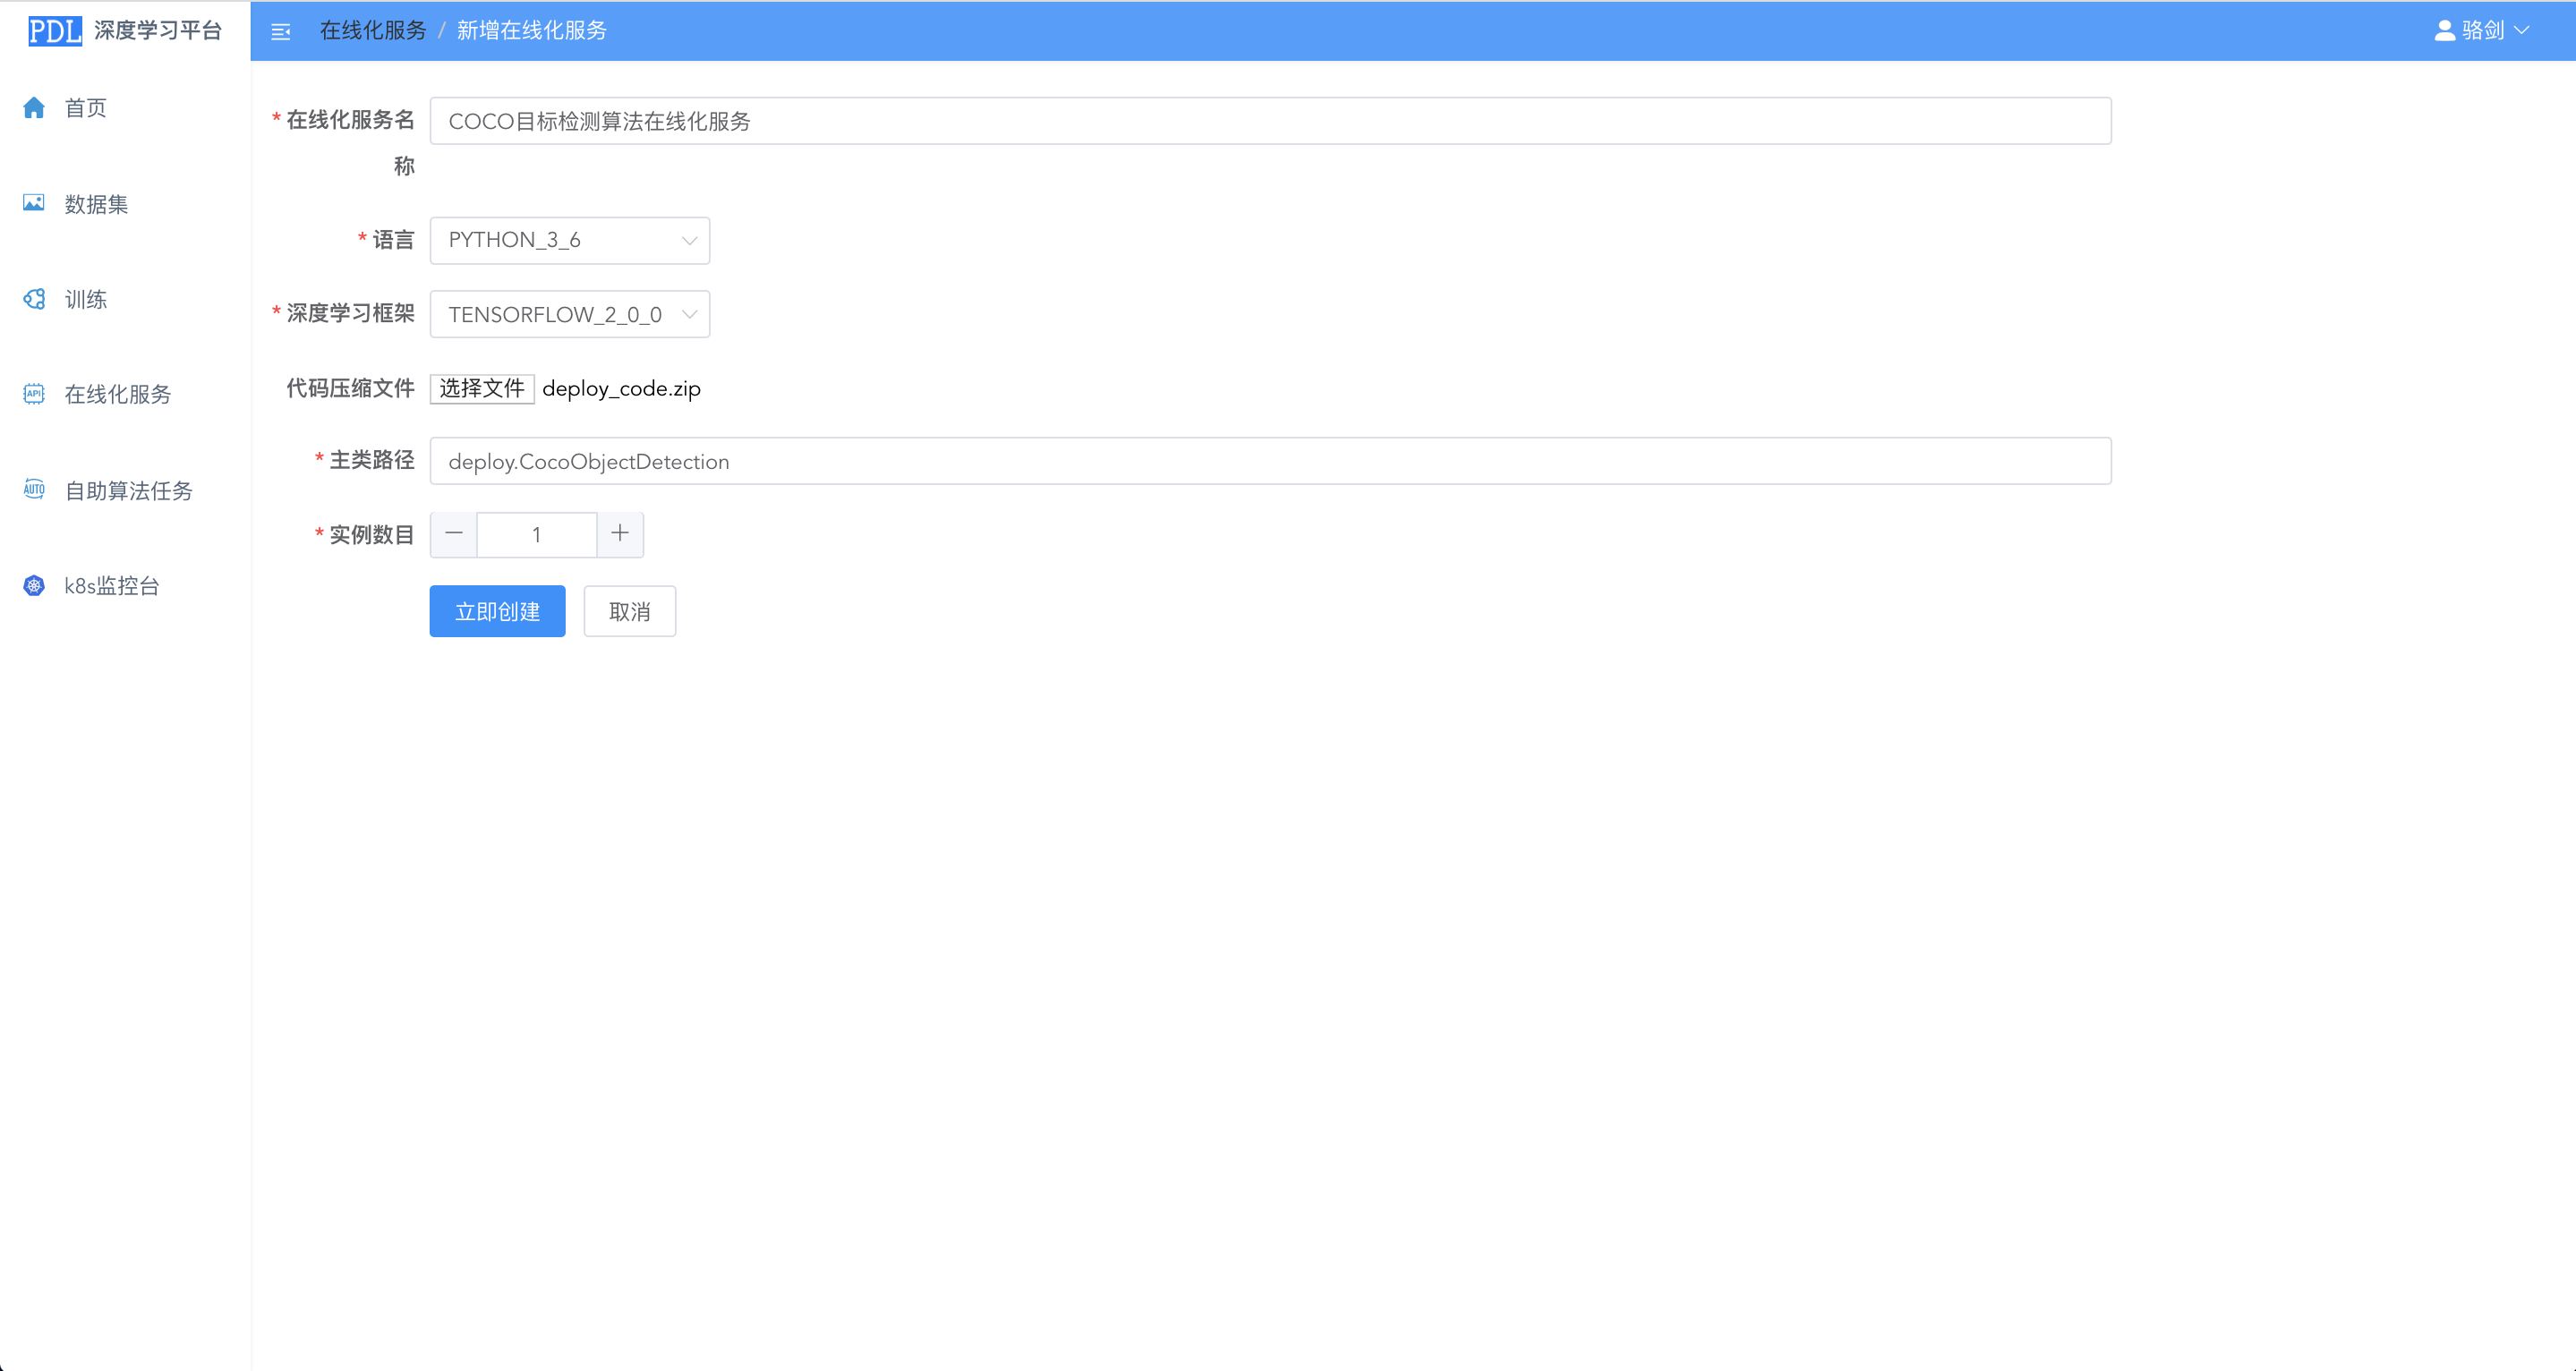 PDL 深度学习平台
在线化服务 / 新增在线化服务
骆剑
首页
数据集
训练
API 在线化服务
AUTO 自助算法任务
k8s监控台
* 在线化服务名称
COCO目标检测算法在线化服务
* 语言
PYTHON_3_6
* 深度学习框架
TENSORFLOW_2_0_0
代码压缩文件
选择文件 deploy_code.zip
* 主类路径
deploy.CocoObjectDetection
* 实例数目
1
立即创建
取消